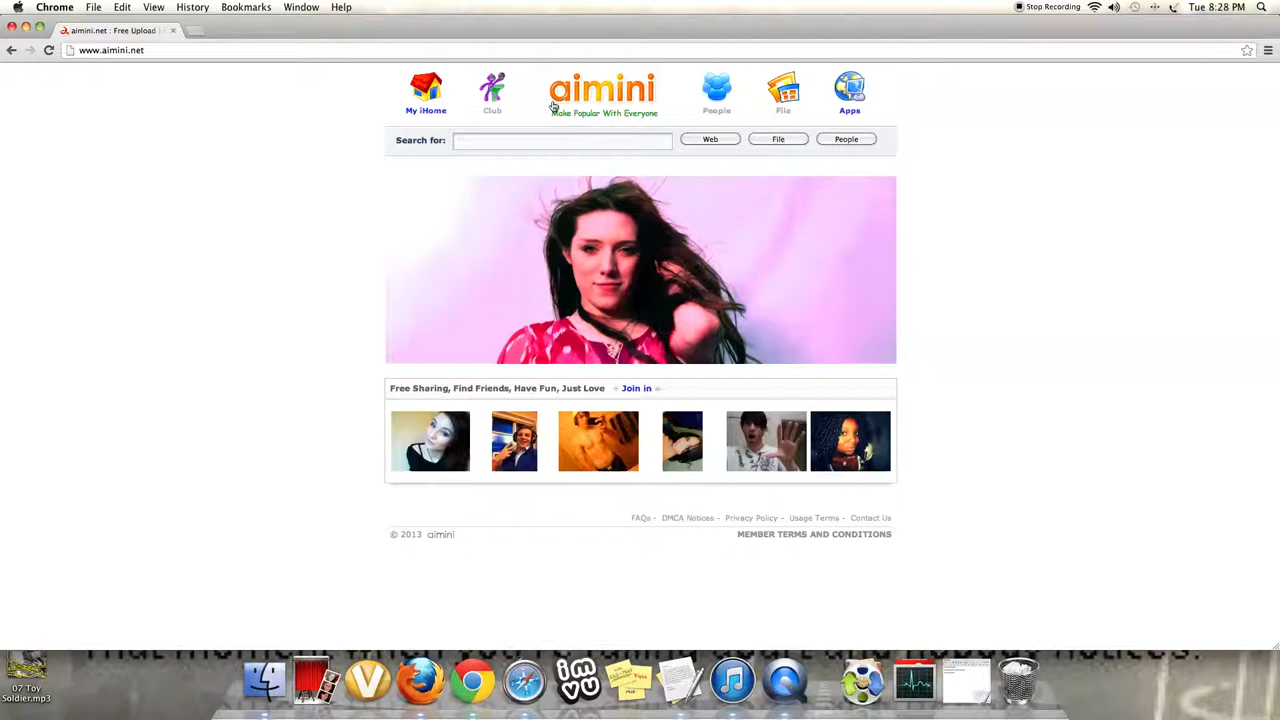 Chrome File Edit View History Bookmarks Window Help Stop Recording Tue 8:28 PM
aimini.net : Free Upload |
www.aimini.net
My iHome Club aimini People File Apps
Make Popular With Everyone
Search for: Web File People
Free Sharing, Find Friends, Have Fun, Just Love Join in
FAQs - DMCA Notices - Privacy Policy - Usage Terms - Contact Us
© 2013 aimini MEMBER TERMS AND CONDITIONS
imvu
07 Toy
Soldier.mp3